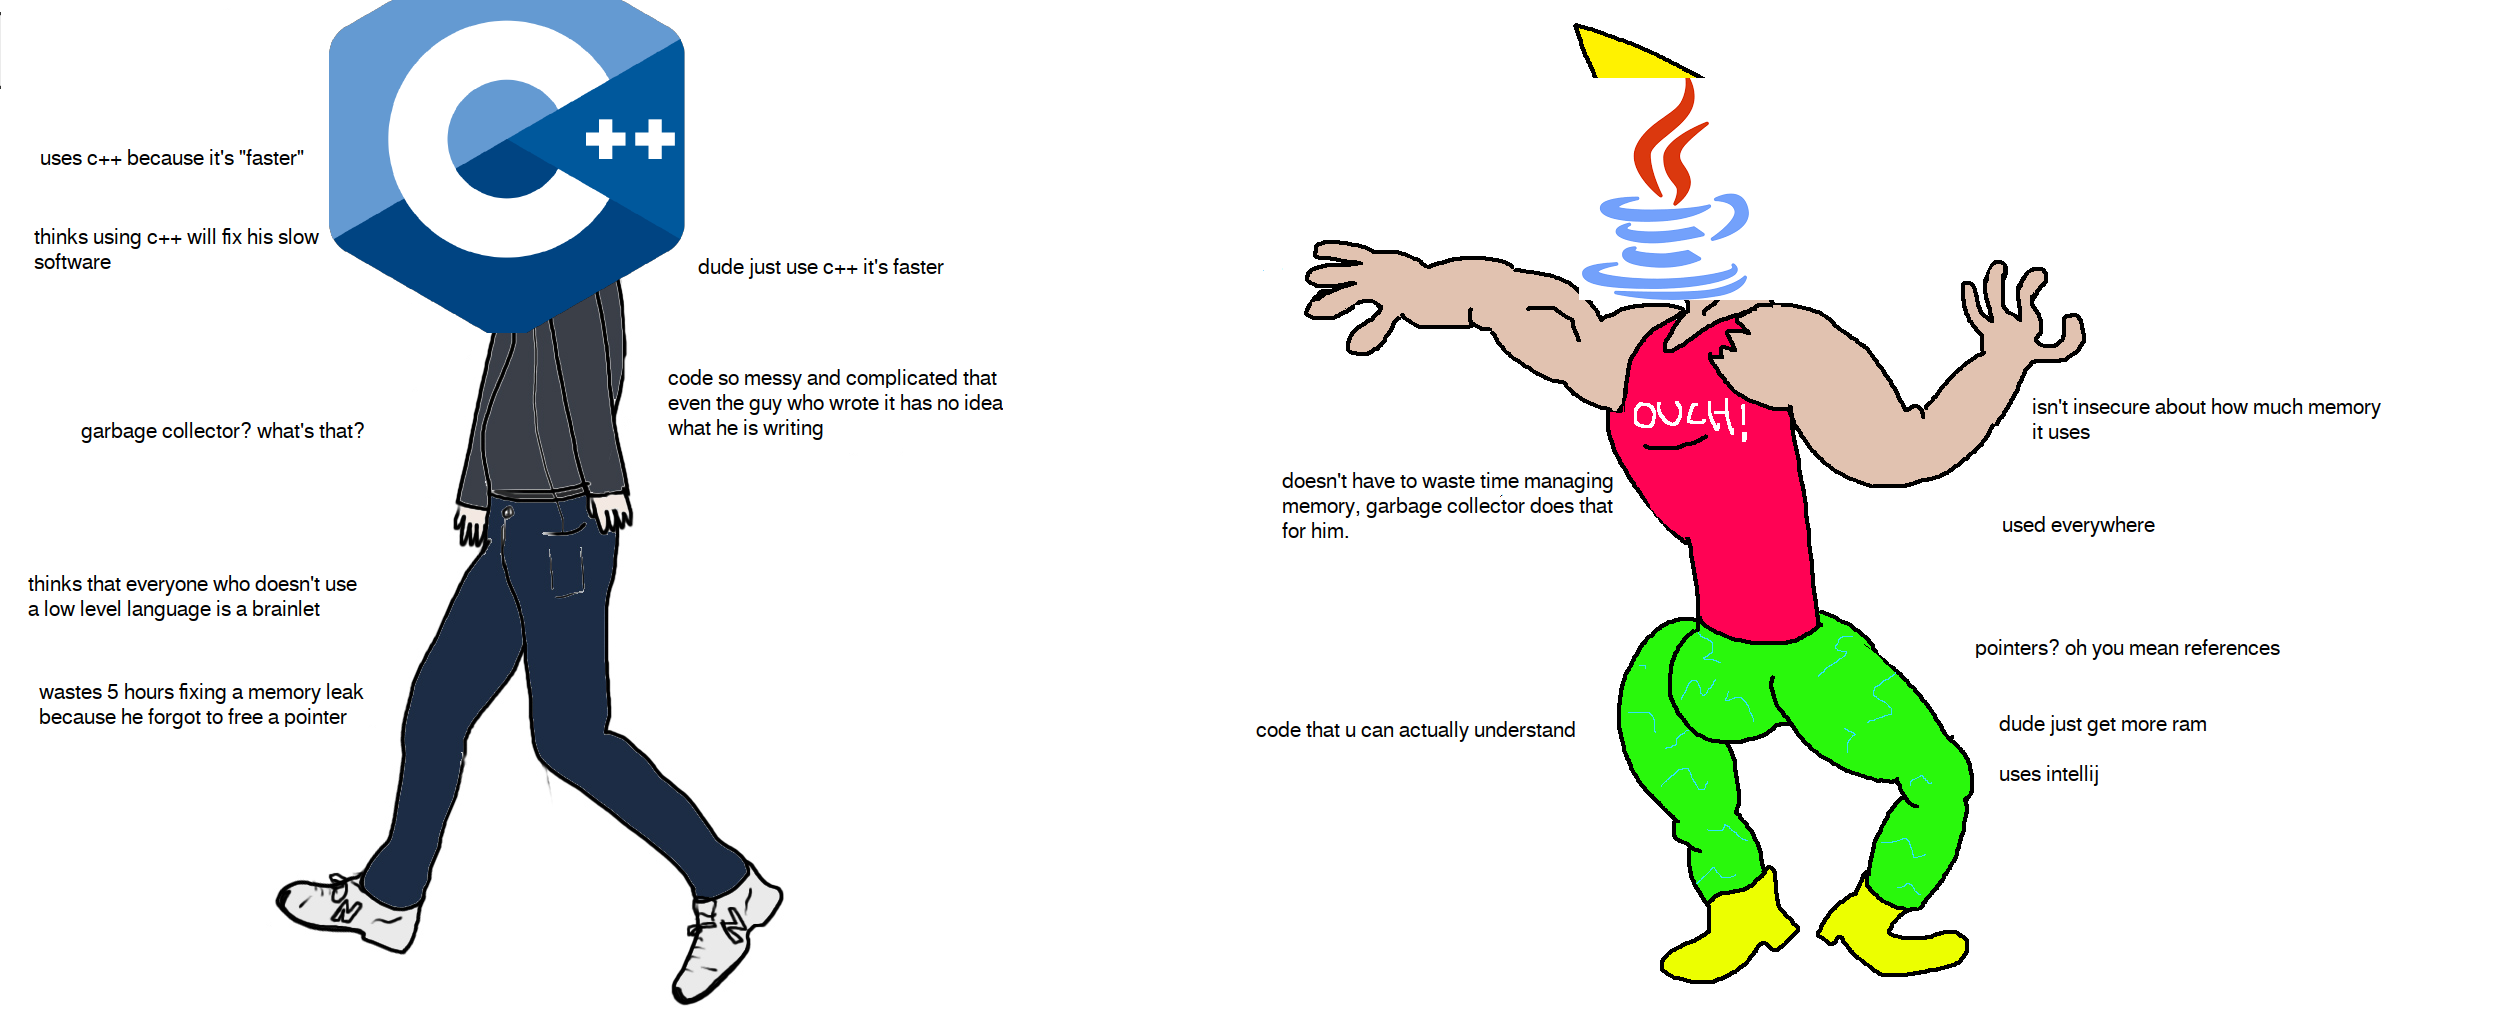 ++
uses c++ because it's "faster"
thinks using c++ will fix his slow
software
dude just use c++ it's faster
code so messy and complicated that
even the guy who wrote it has no idea
what he is writing
garbage collector? what's that?
thinks that everyone who doesn't use
a low level language is a brainlet
wastes 5 hours fixing a memory leak
because he forgot to free a pointer
N
N
OUCH!
isn't insecure about how much memory
it uses
doesn't have to waste time managing
memory, garbage collector does that
for him.
used everywhere
pointers? oh you mean references
code that u can actually understand
dude just get more ram
uses intellij